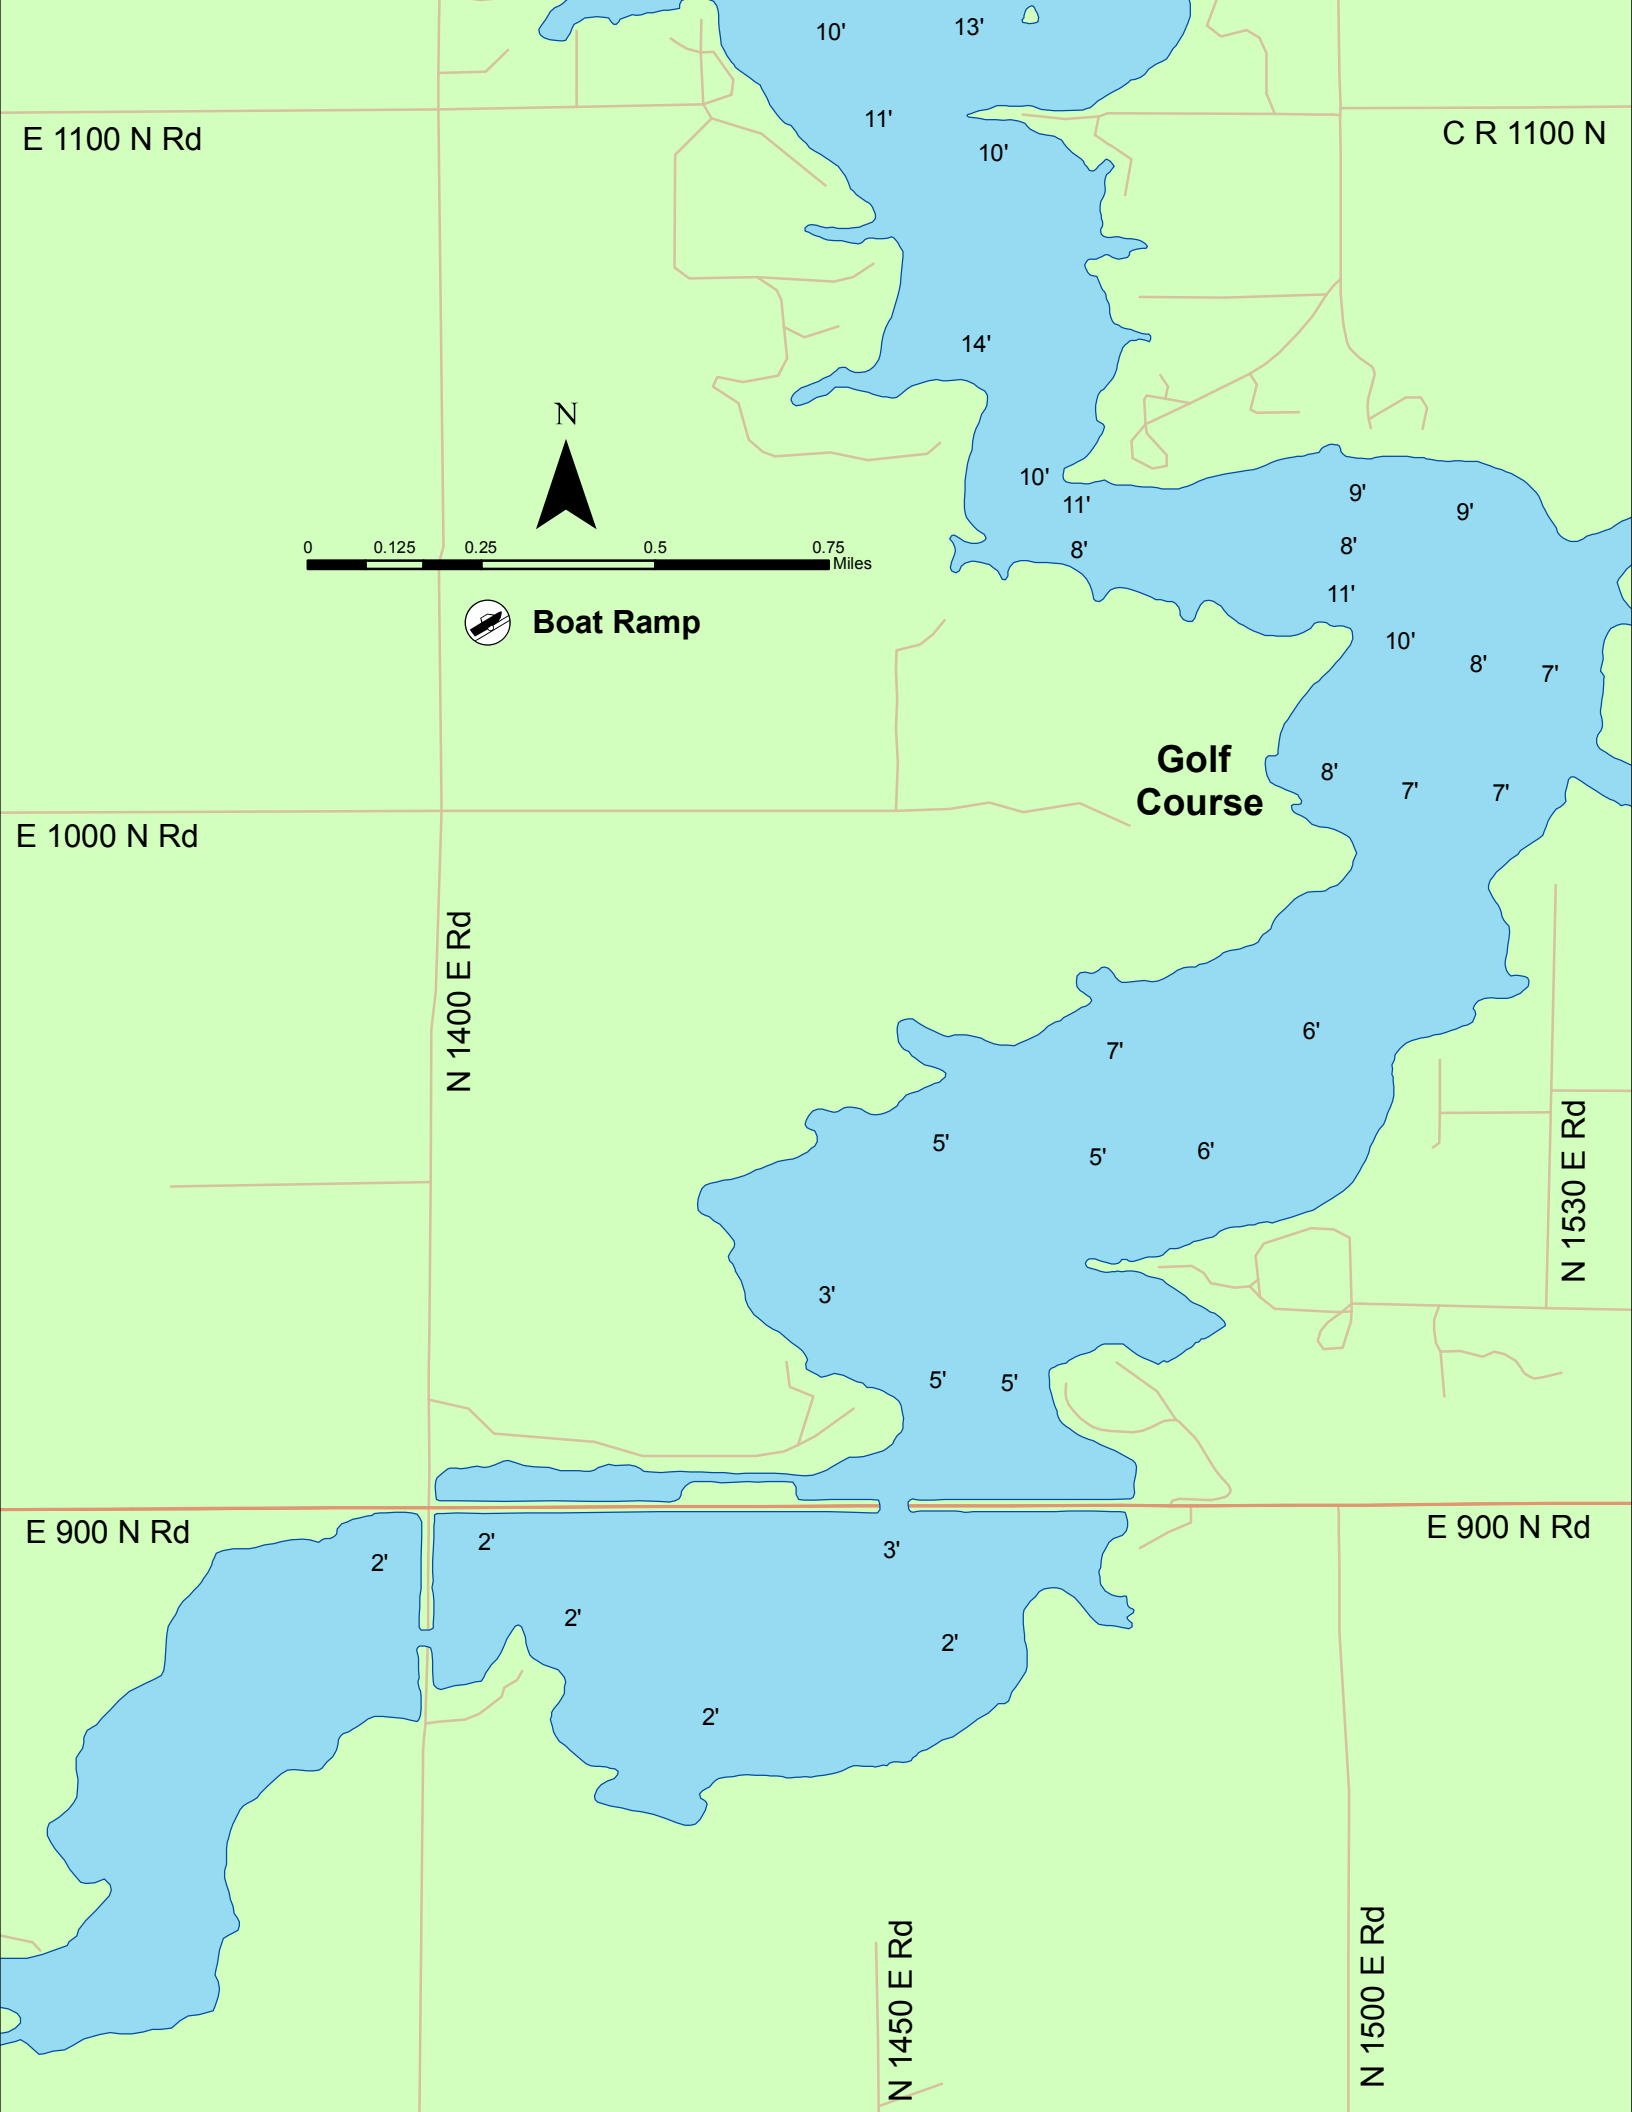 10'
13'
11'
E 1100 N Rd
C R 1100 N
10'
14'
N
10'
11'
9'
9'
8'
8'
0 0.125 0.25 0.5 0.75
Miles
11'
Boat Ramp
10'
8'
7'
Golf
Course
8'
7'
7'
E 1000 N Rd
N 1400 E Rd
6'
7'
5'
5'
6'
N 1530 E Rd
3'
5'
5'
E 900 N Rd
E 900 N Rd
2'
2'
3'
2'
2'
2'
N 1450 E Rd
N 1500 E Rd